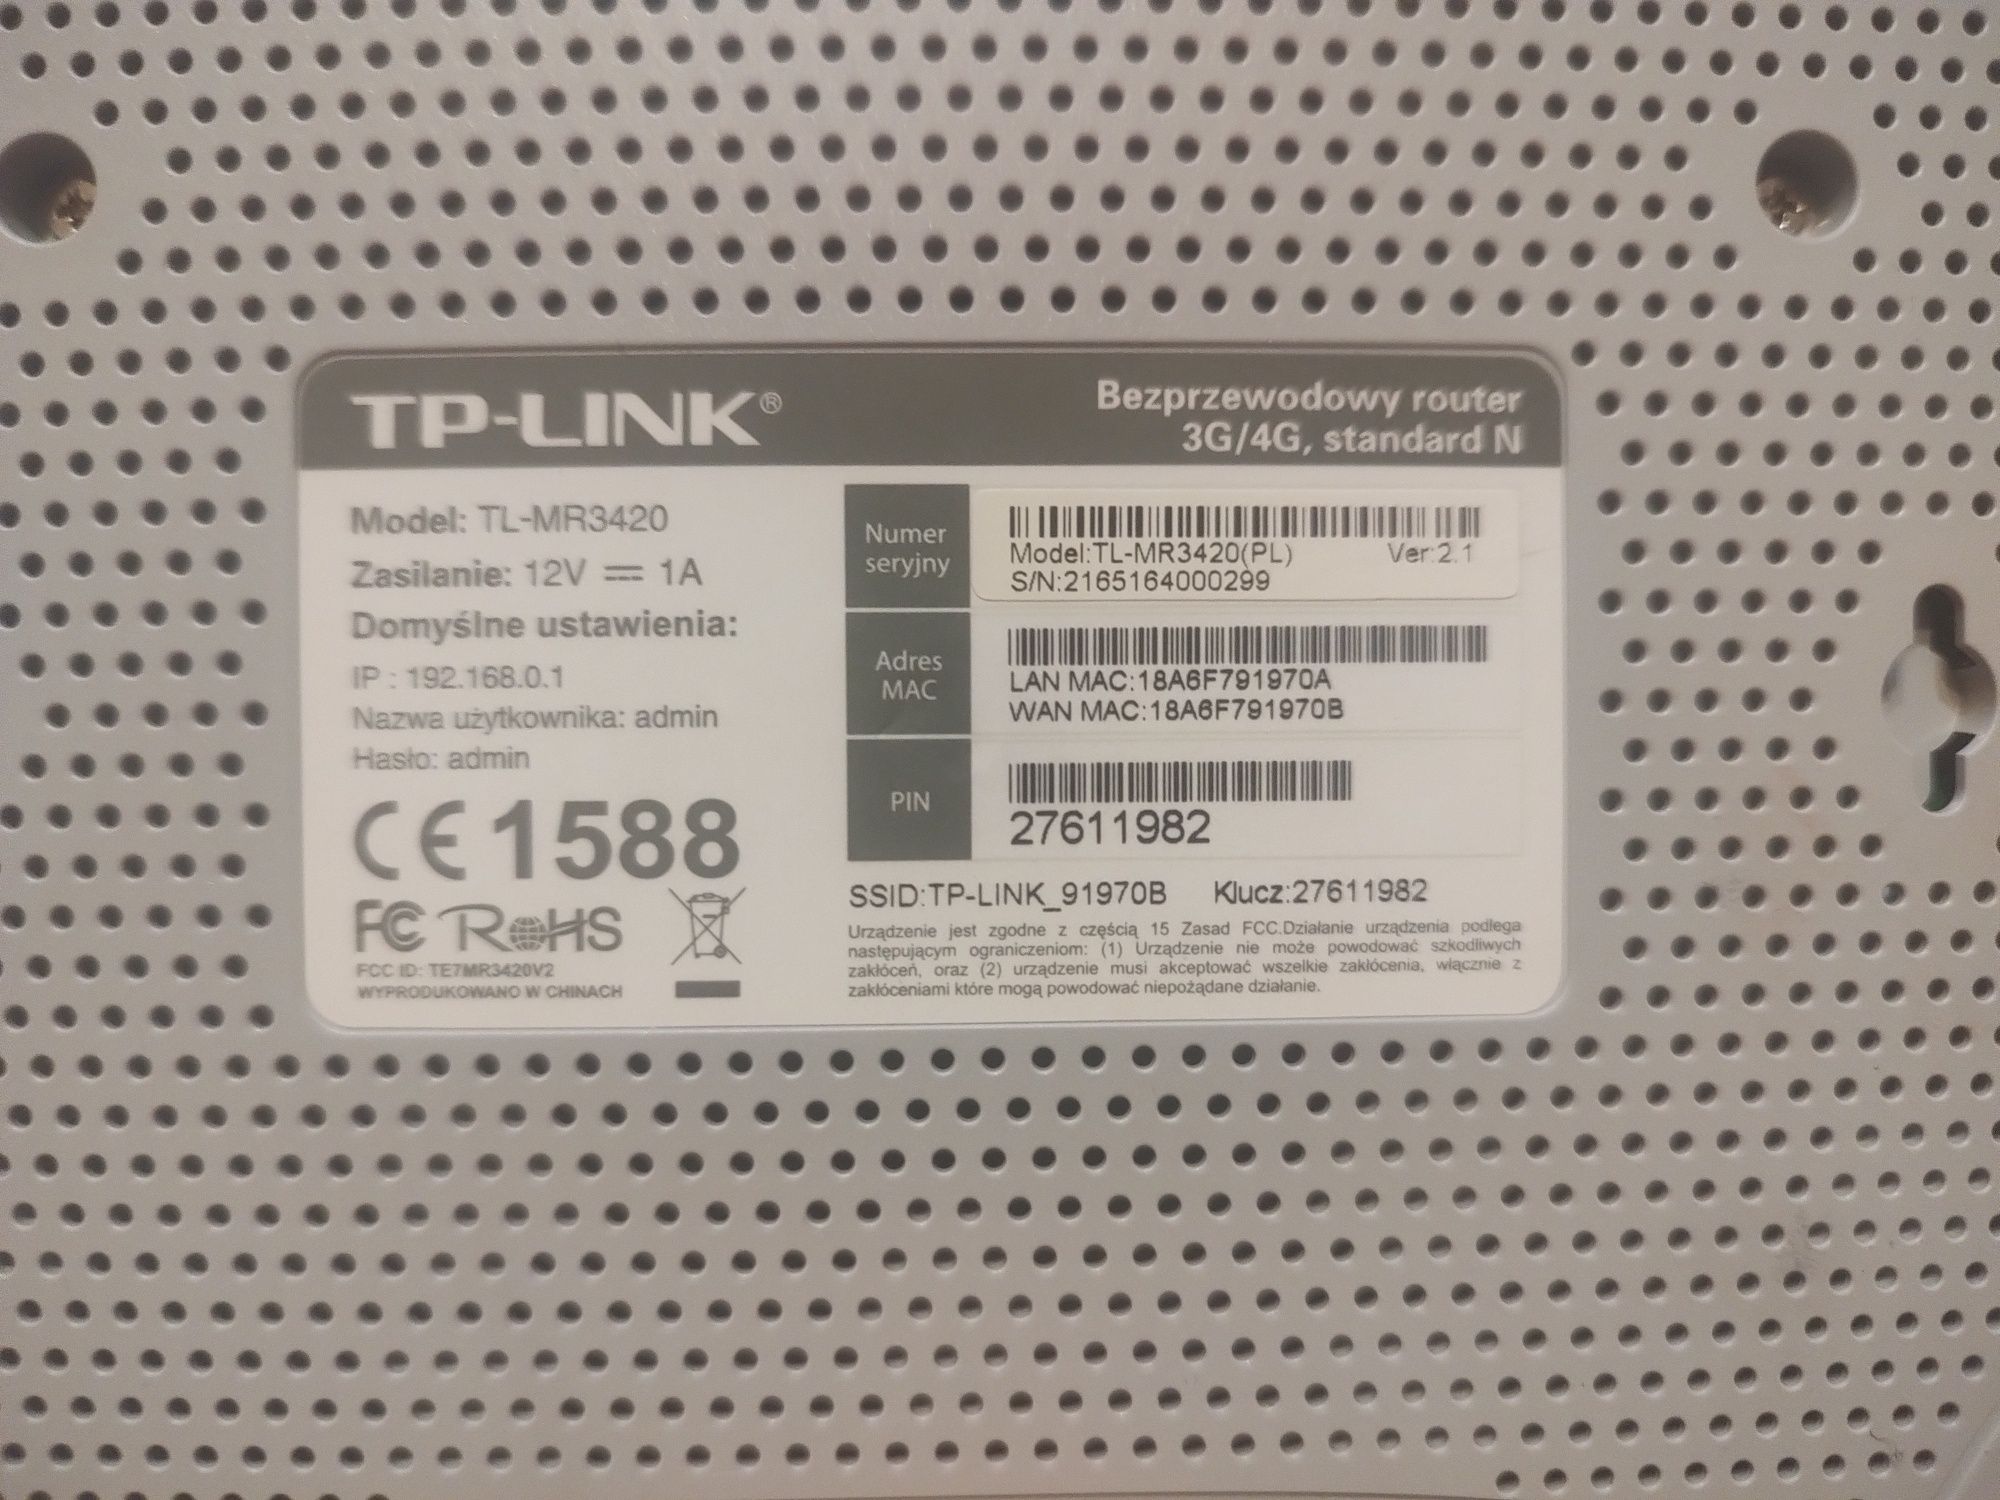 TP-LINK®
Bezprzewodowy router
3G/4G, standard N
Model: TL-MR3420
Zasilanie: 12V ⎓ 1A
Domyślne ustawienia:
IP : 192.168.0.1
Nazwa użytkownika: admin
Hasło: admin
CE 1588
FC RoHS
FCC ID: TE7MR3420V2
WYPRODUKOWANO W CHINACH
Numer
seryjny
Model:TL-MR3420(PL) Ver:2.1
S/N:2165164000299
Adres
MAC
LAN MAC:18A6F791970A
WAN MAC:18A6F791970B
PIN
27611982
SSID:TP-LINK_91970B Klucz:27611982
Urządzenie jest zgodne z częścią 15 Zasad FCC.Działanie urządzenia podlega
następującym ograniczeniom: (1) Urządzenie nie może powodować szkodliwych
zakłóceń, oraz (2) urządzenie musi akceptować wszelkie zakłócenia, włącznie z
zakłóceniami które mogą powodować niepożądane działanie.